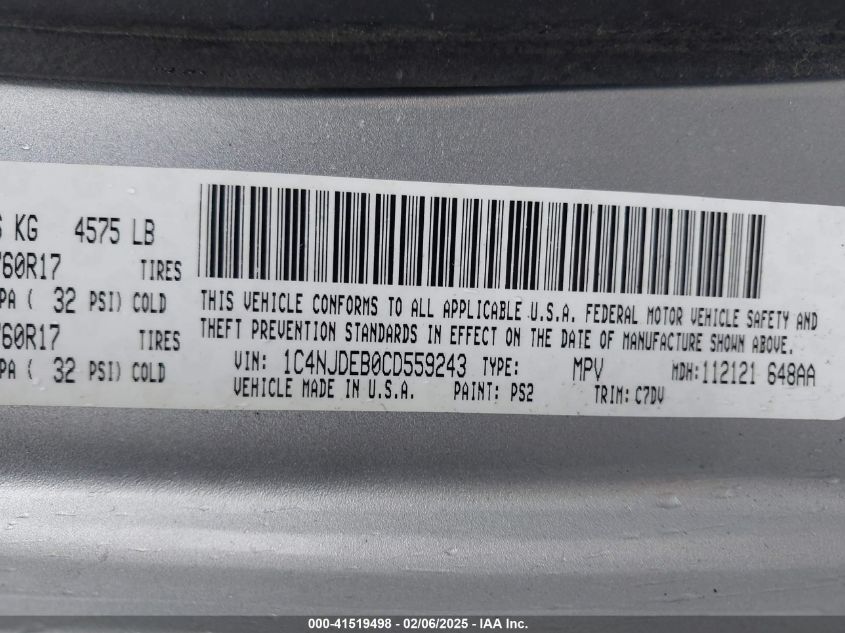 KG 4575 LB
60R17 TIRES
PA ( 32 PSI) COLD
60R17 TIRES
PA ( 32 PSI) COLD
THIS VEHICLE CONFORMS TO ALL APPLICABLE U.S.A. FEDERAL MOTOR VEHICLE SAFETY AND
THEFT PREVENTION STANDARDS IN EFFECT ON THE DATE OF MANUFACTURE SHOWN ABOVE.
VIN: 1C4NJDEB0CD559243 TYPE: MPV MDH:112121 648AA
VEHICLE MADE IN U.S.A. PAINT: PS2 TRIM: C7DV
000-41519498 - 02/06/2025 - IAA Inc.